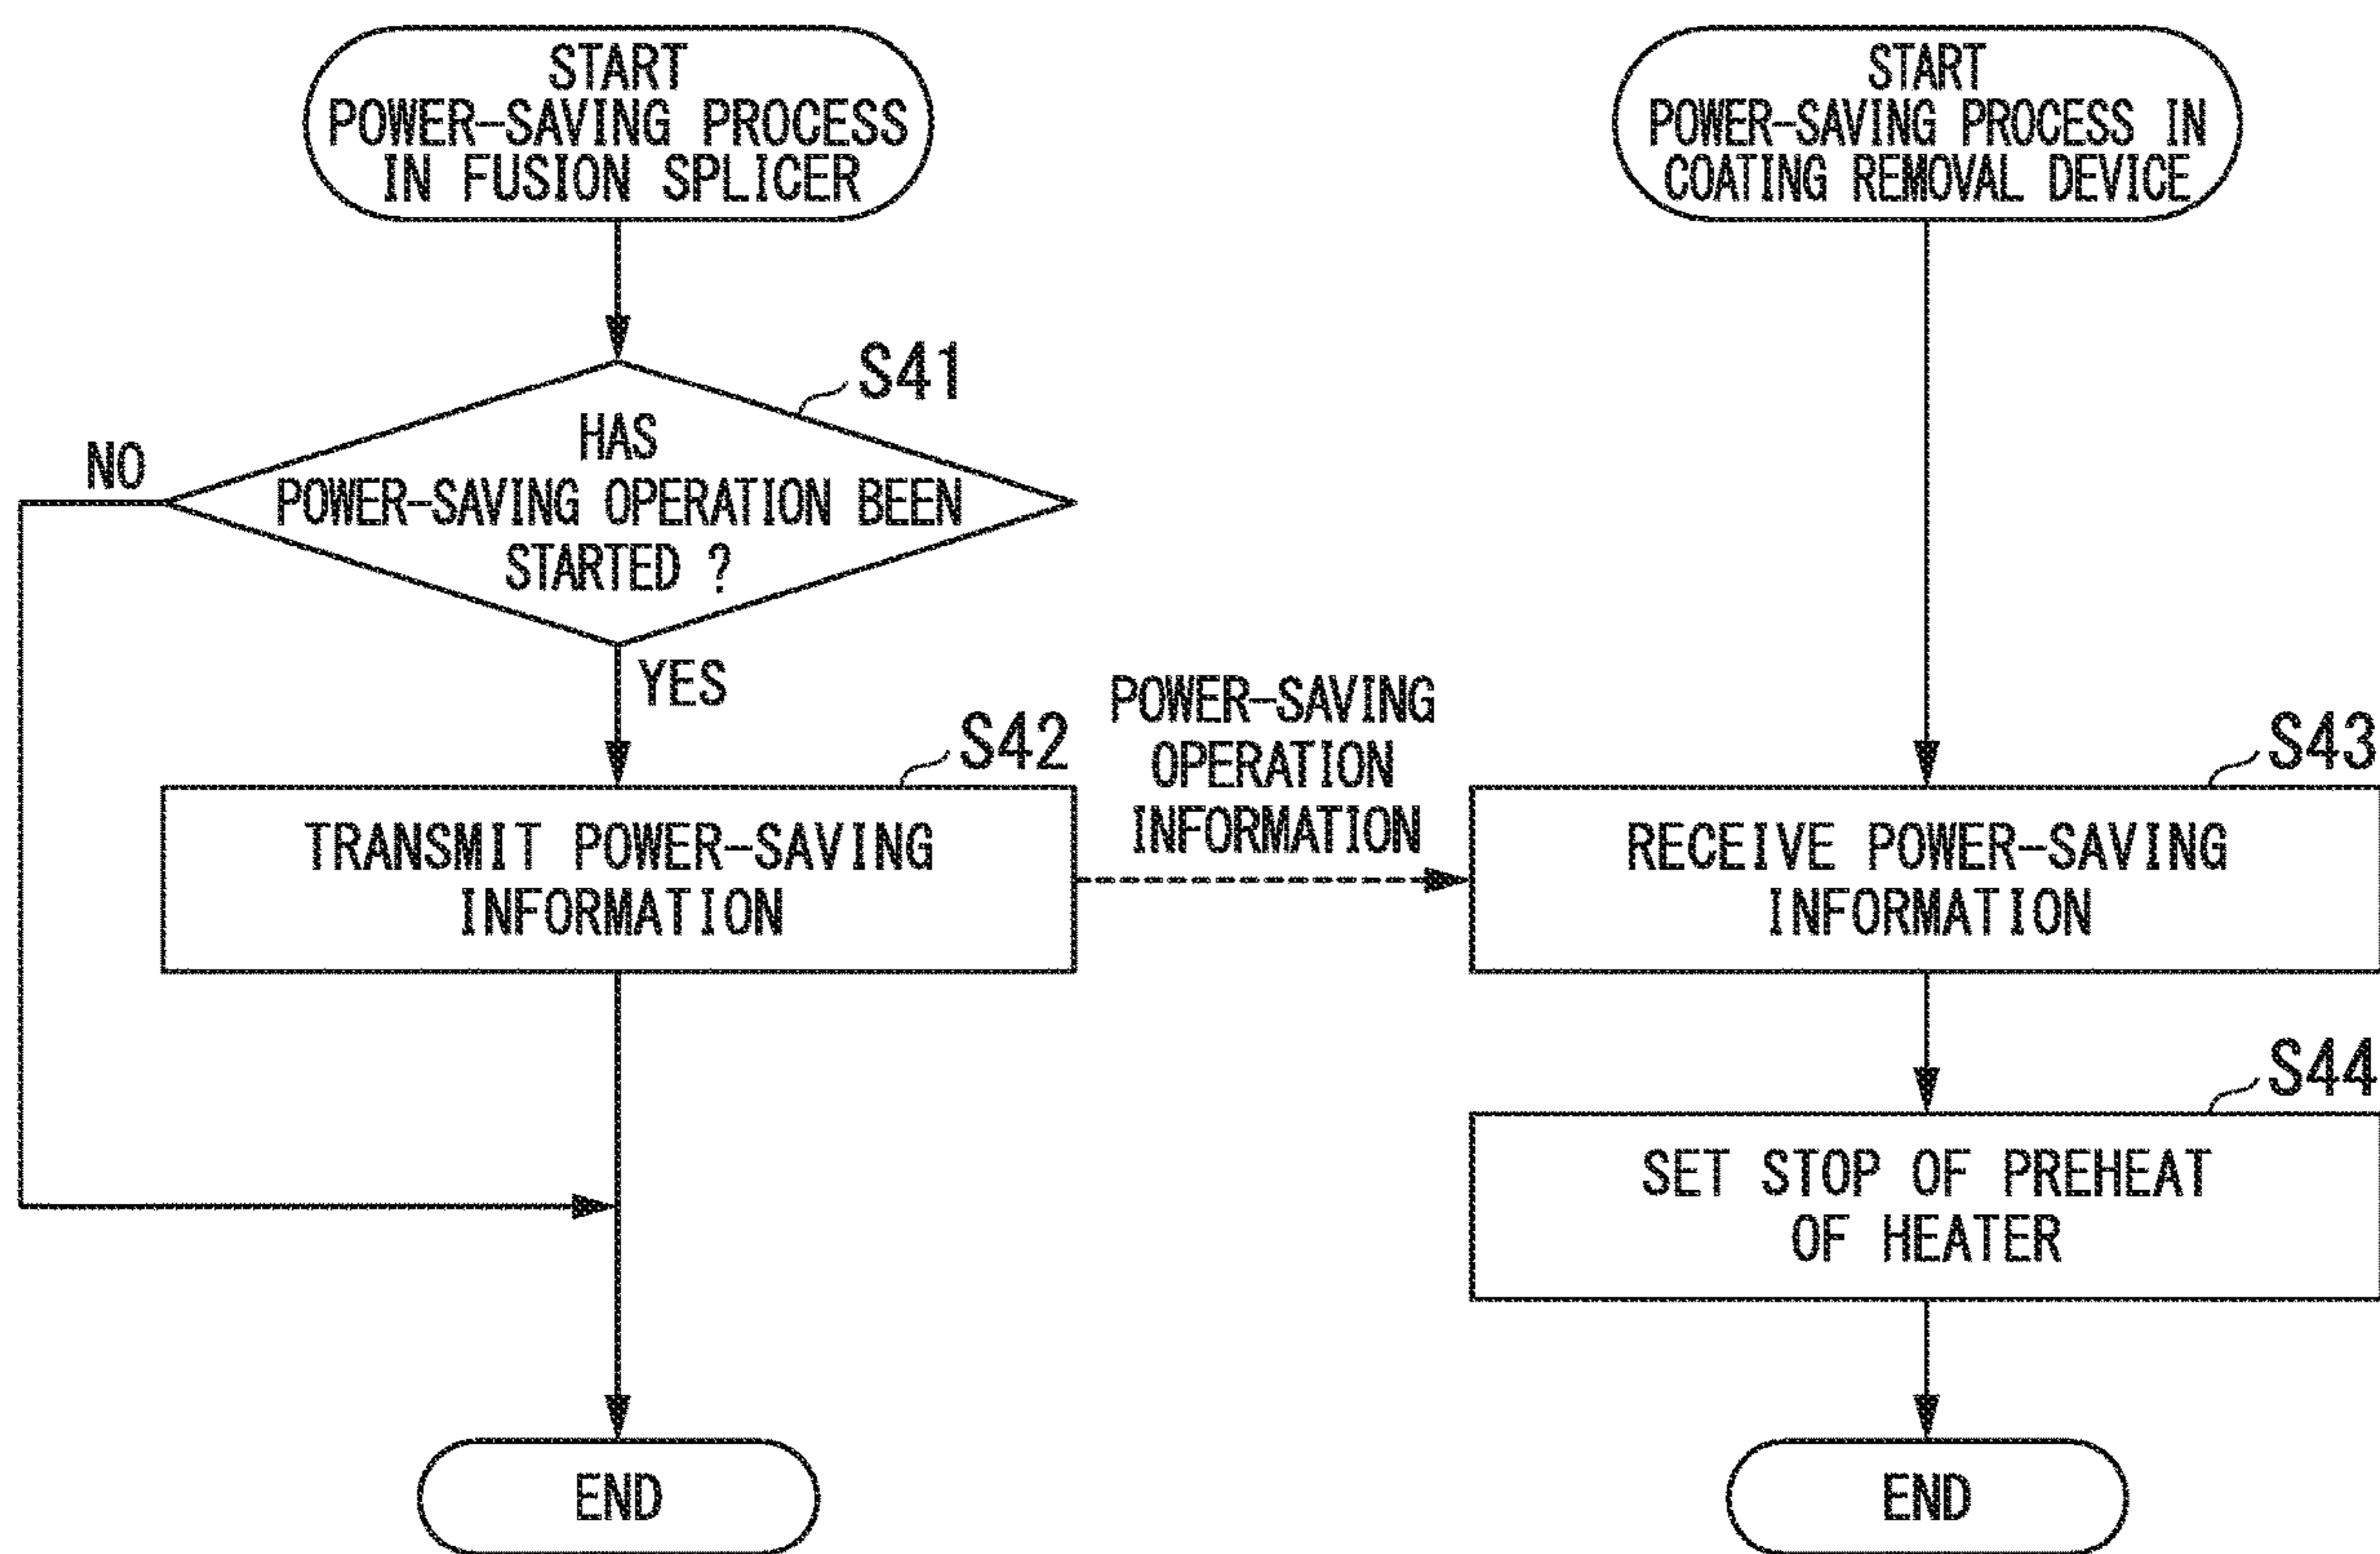 START
POWER-SAVING PROCESS
IN FUSION SPLICER
S41
HAS
POWER-SAVING OPERATION BEEN
STARTED ?
NO
YES
S42
TRANSMIT POWER-SAVING
INFORMATION
END
POWER-SAVING
OPERATION
INFORMATION
START
POWER-SAVING PROCESS IN
COATING REMOVAL DEVICE
S43
RECEIVE POWER-SAVING
INFORMATION
S44
SET STOP OF PREHEAT
OF HEATER
END